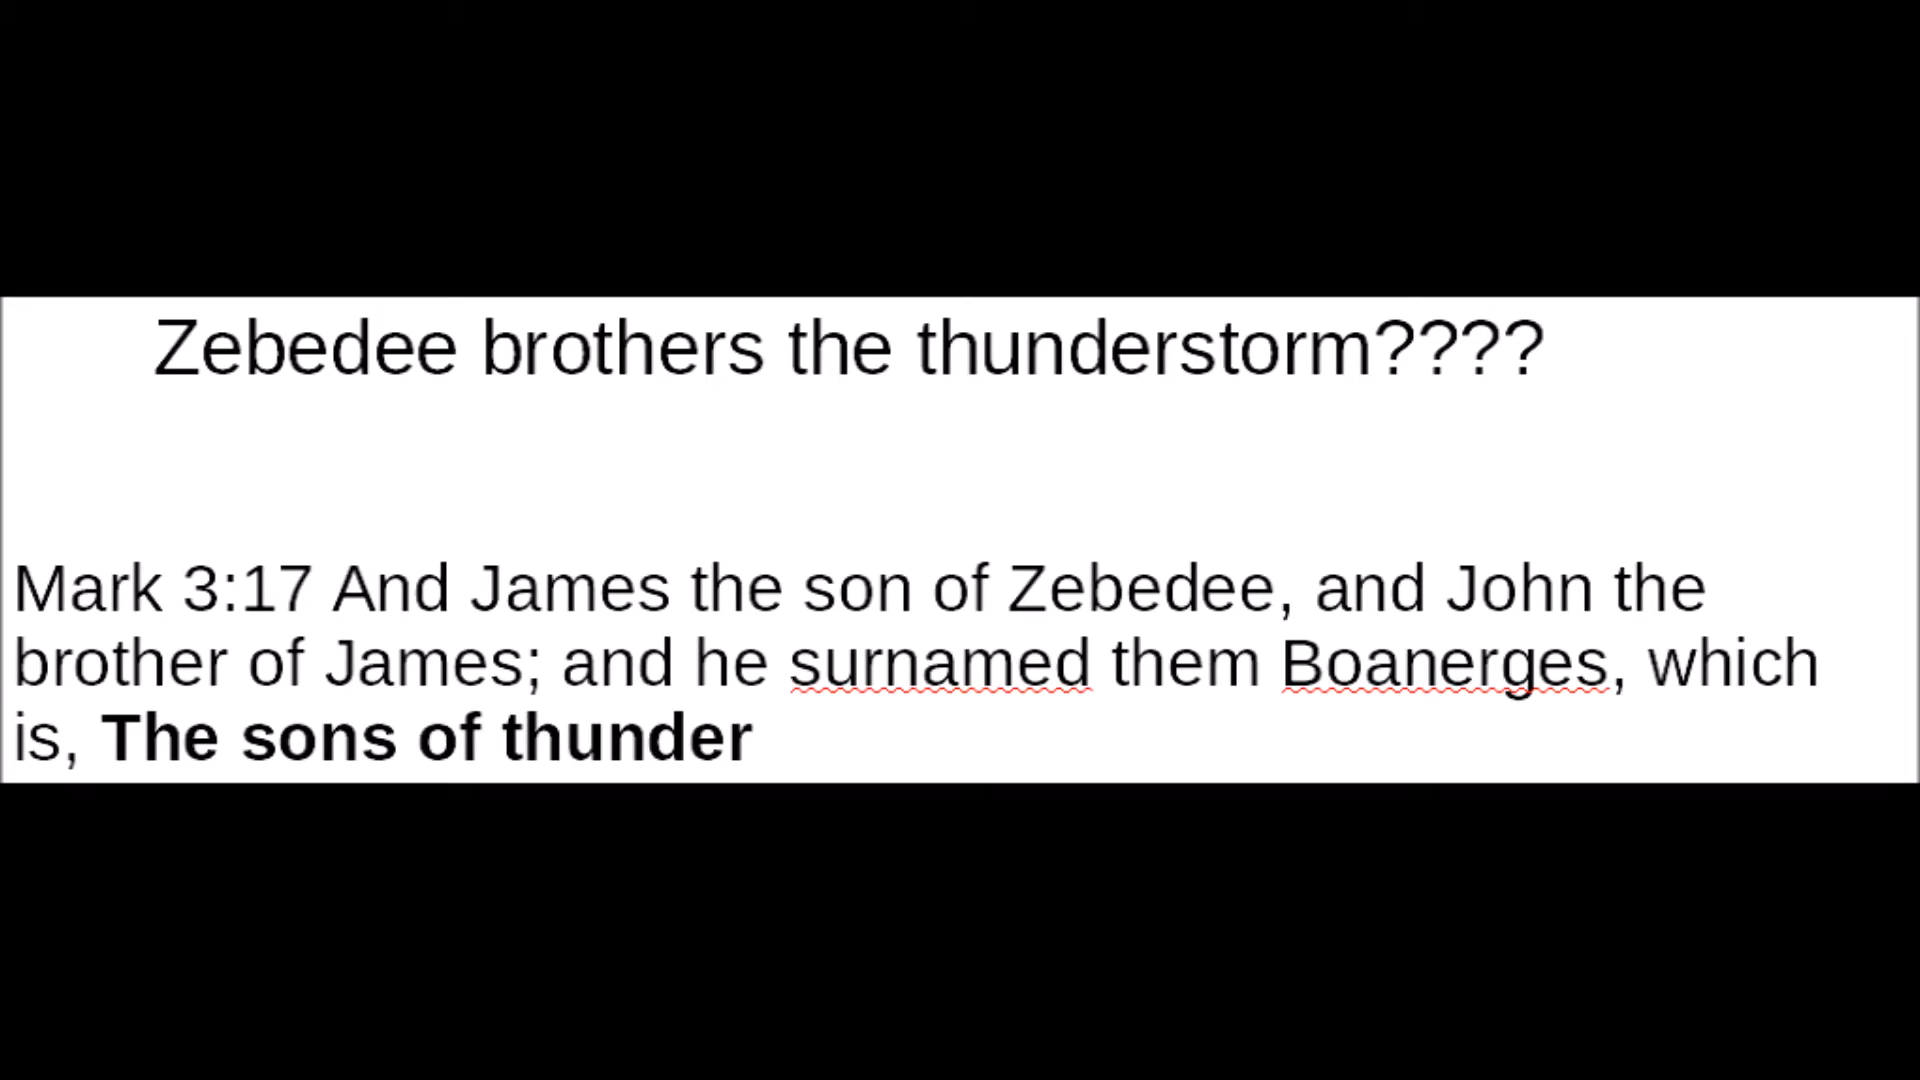 Zebedee brothers the thunderstorm????
Mark 3:17 And James the son of Zebedee, and John the
brother of James; and he surnamed them Boanerges, which
is, The sons of thunder